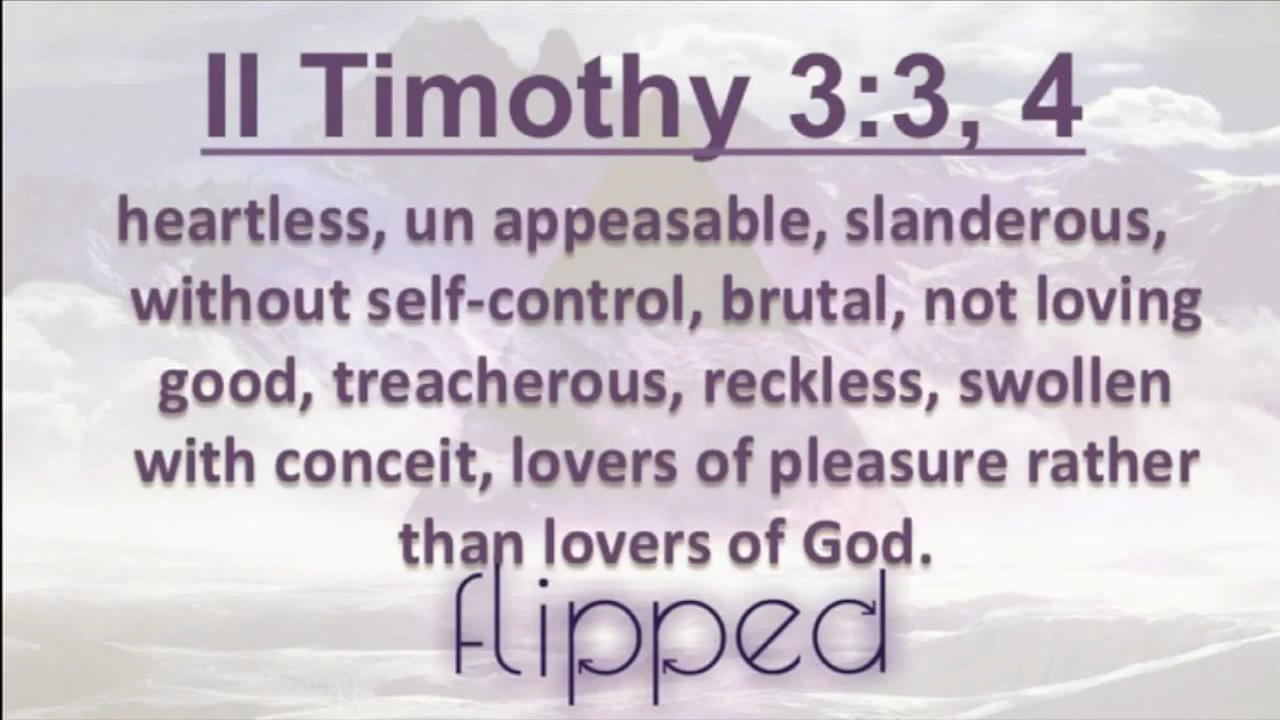 II Timothy 3:3, 4
heartless, un appeasable, slanderous,
without self-control, brutal, not loving
good, treacherous, reckless, swollen
with conceit, lovers of pleasure rather
than lovers of God.
flipped